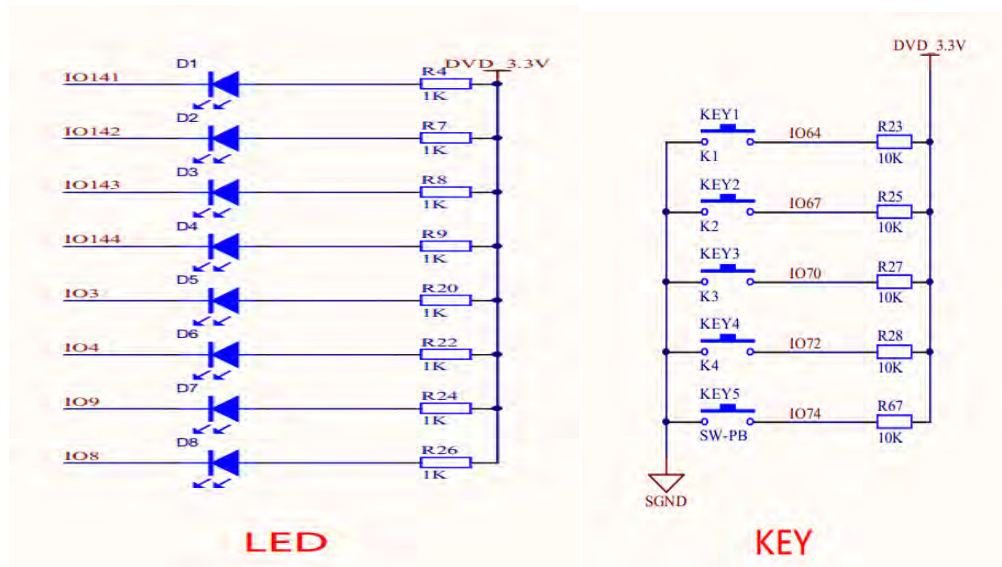 DVD_3.3V
D1
IO141
R4
1K
D2
IO142
R7
1K
D3
IO143
R8
1K
D4
IO144
R9
1K
D5
IO3
R20
1K
D6
IO4
R22
1K
D7
IO9
R24
1K
D8
IO8
R26
1K
LED
DVD_3.3V
KEY1
IO64
R23
K1
10K
KEY2
IO67
R25
K2
10K
KEY3
IO70
R27
K3
10K
KEY4
IO72
R28
K4
10K
KEY5
IO74
R67
SW-PB
10K
SGND
KEY